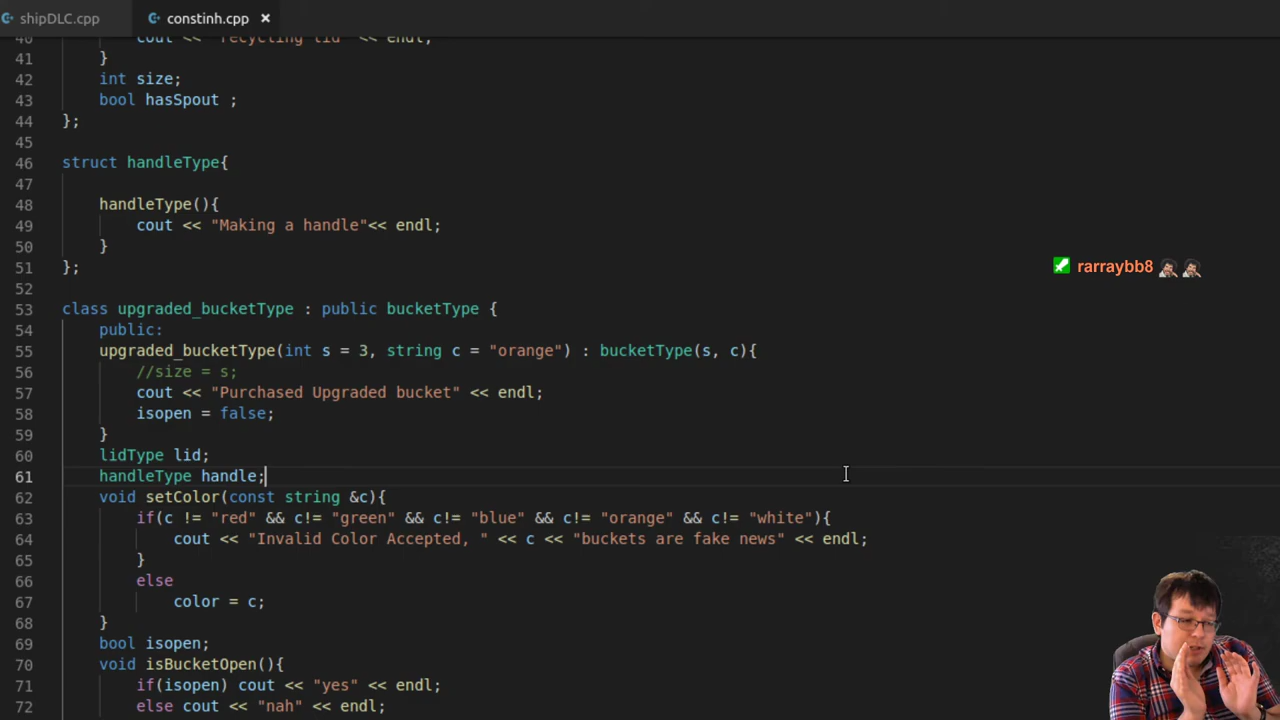 shipDLC.cpp
constinh.cpp ×
40 cout << "recycling lid" << endl;
41 }
42 int size;
43 bool hasSpout ;
44 };
45
46 struct handleType{
47
48 handleType(){
49 cout << "Making a handle"<< endl;
50 }
51 };
52
53 class upgraded_bucketType : public bucketType {
54 public:
55 upgraded_bucketType(int s = 3, string c = "orange") : bucketType(s, c){
56 //size = s;
57 cout << "Purchased Upgraded bucket" << endl;
58 isopen = false;
59 }
60 lidType lid;
61 handleType handle;
62 void setColor(const string &c){
63 if(c != "red" && c!= "green" && c!= "blue" && c!= "orange" && c!= "white"){
64 cout << "Invalid Color Accepted, " << c << "buckets are fake news" << endl;
65 }
66 else
67 color = c;
68 }
69 bool isopen;
70 void isBucketOpen(){
71 if(isopen) cout << "yes" << endl;
72 else cout << "nah" << endl;
rarraybb8